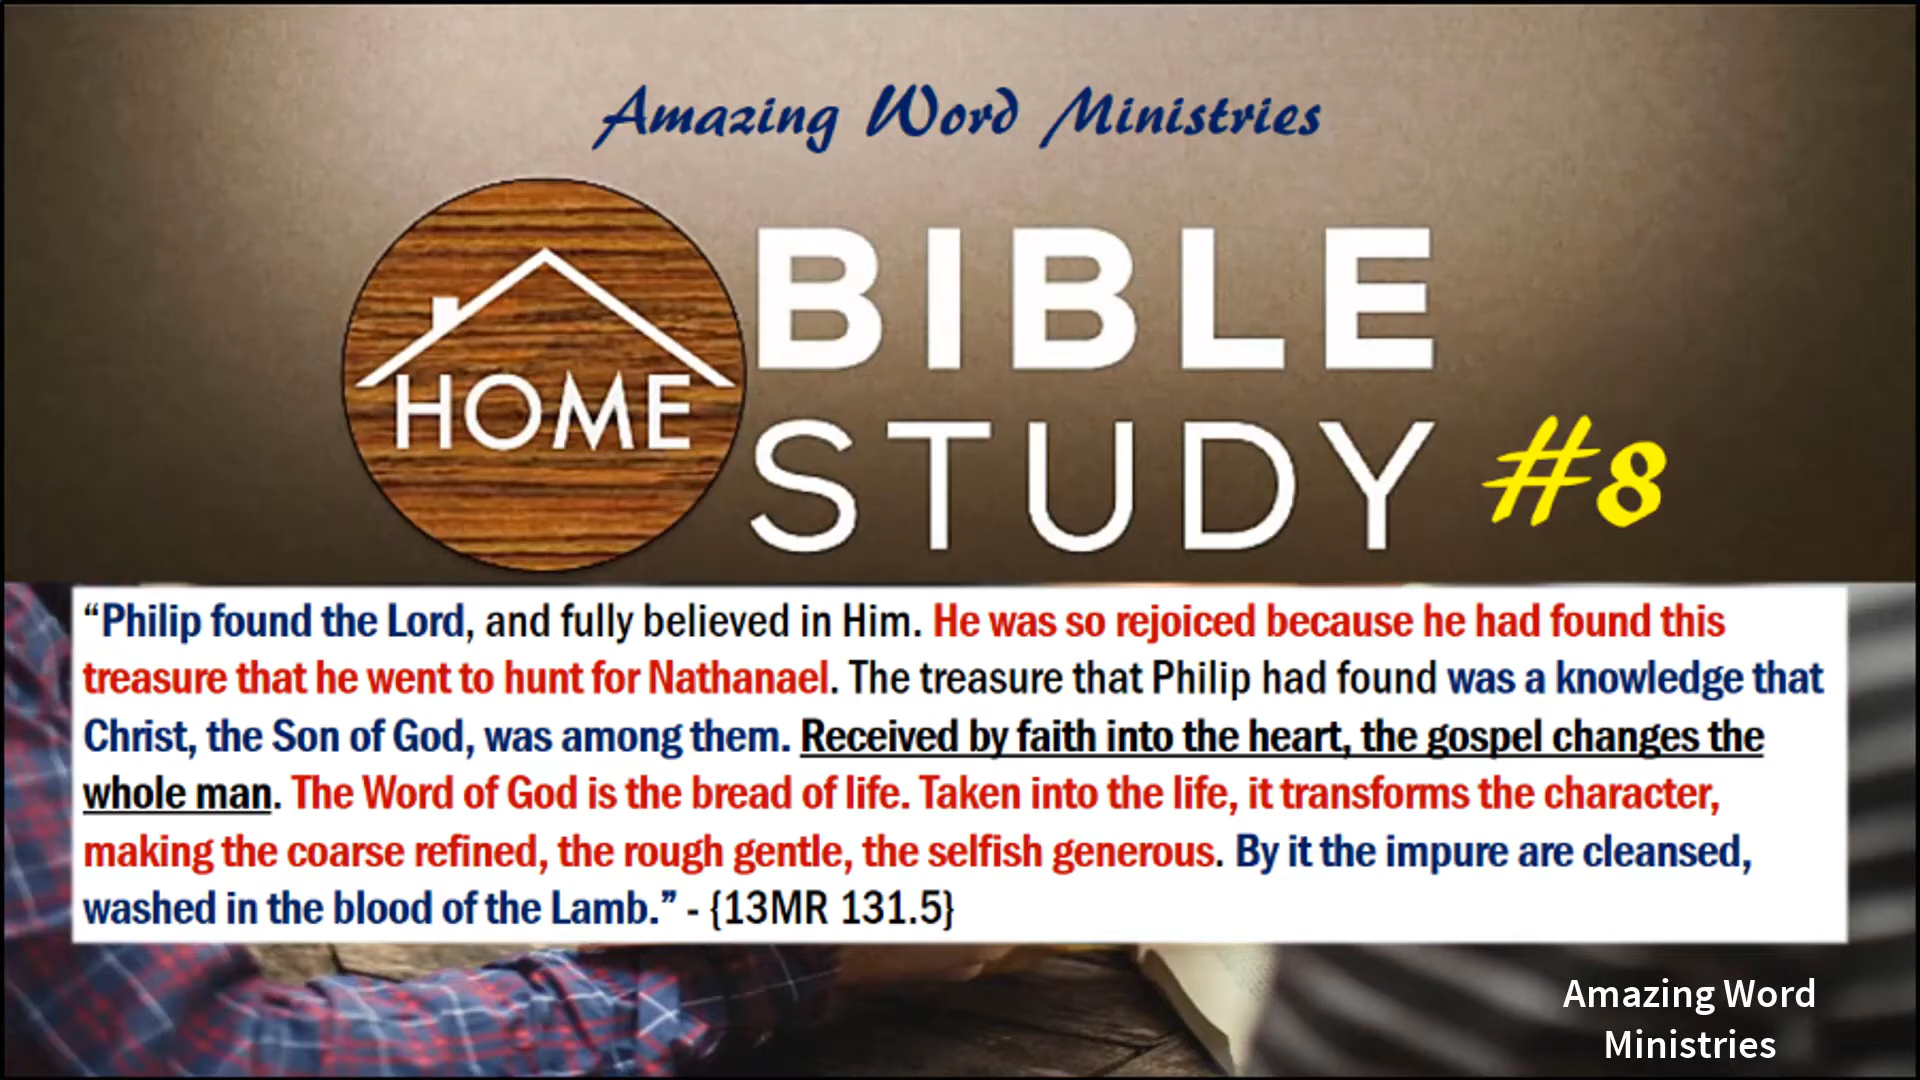 Amazing Word Ministries
HOME
BIBLE
STUDY #8
“Philip found the Lord, and fully believed in Him. He was so rejoiced because he had found this
treasure that he went to hunt for Nathanael. The treasure that Philip had found was a knowledge that
Christ, the Son of God, was among them. Received by faith into the heart, the gospel changes the
whole man. The Word of God is the bread of life. Taken into the life, it transforms the character,
making the coarse refined, the rough gentle, the selfish generous. By it the impure are cleansed,
washed in the blood of the Lamb.” - {13MR 131.5}
Amazing Word
Ministries